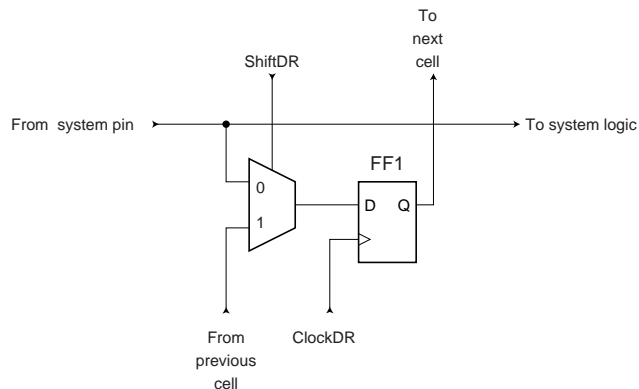 To
next
cell
ShiftDR
From system pin
To system logic
FF1
0
D Q
1
From
previous
cell
ClockDR